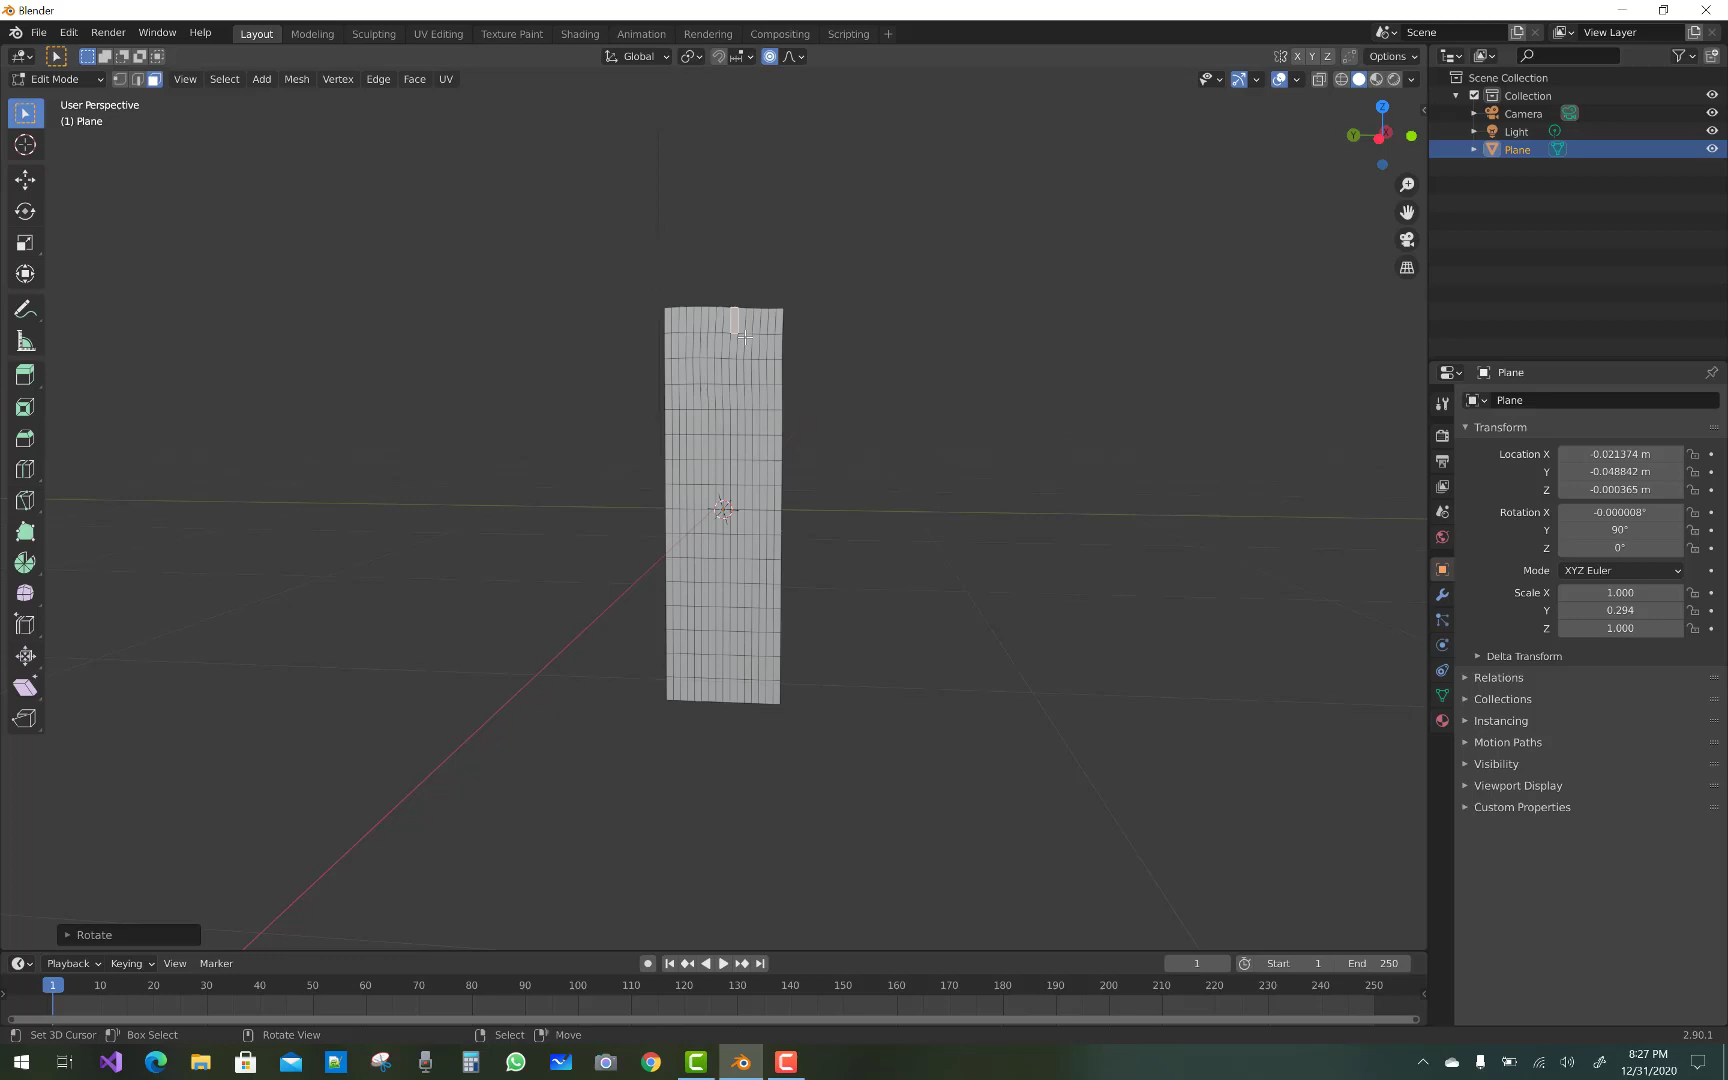 Blender
File Edit Render Window Help Layout Modeling Sculpting UV Editing Texture Paint Shading Animation Rendering Compositing Scripting + Scene View Layer
Global Options X Y Z
Edit Mode View Select Add Mesh Vertex Edge Face UV
User Perspective
(1) Plane
Z
Y
X
Scene Collection
Collection
Camera
Light
Plane
Plane
Plane
Transform
Location X -0.021374 m
Y -0.048842 m
Z -0.000365 m
Rotation X -0.000008°
Y 90°
Z 0°
Mode XYZ Euler
Scale X 1.000
Y 0.294
Z 1.000
Delta Transform
Relations
Collections
Instancing
Motion Paths
Visibility
Viewport Display
Custom Properties
Rotate
Playback Keying View Marker 1 Start 1 End 250
1 10 20 30 40 50 60 70 80 90 100 110 120 130 140 150 160 170 180 190 200 210 220 230 240 250
Set 3D Cursor Box Select Rotate View Select Move 2.90.1
8:27 PM
12/31/2020